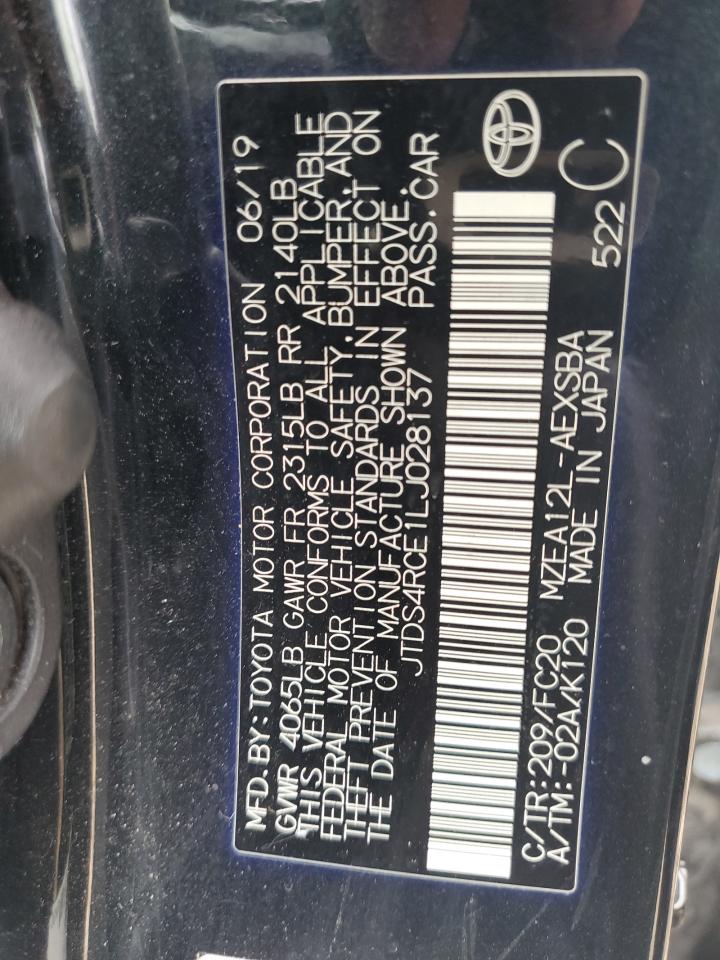 MFD. BY: TOYOTA MOTOR CORPORATION 06/19
GVWR 4065LB GAWR FR 2315LB RR 2140LB
THIS VEHICLE CONFORMS TO ALL APPLICABLE
FEDERAL MOTOR VEHICLE SAFETY, BUMPER, AND
THEFT PREVENTION STANDARDS IN EFFECT ON
THE DATE OF MANUFACTURE SHOWN ABOVE.
JTDS4RCE1LJ028137 PASS. CAR
C/TR: 209/FC20 MZEA12L-AEXSBA 522
A/TM: -02A/K120 MADE IN JAPAN C